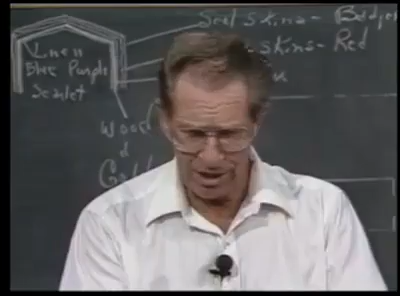 Seal skins - Badger
skins - Red
Linen
Blue Purple
Scarlet
Wood
&
Gold